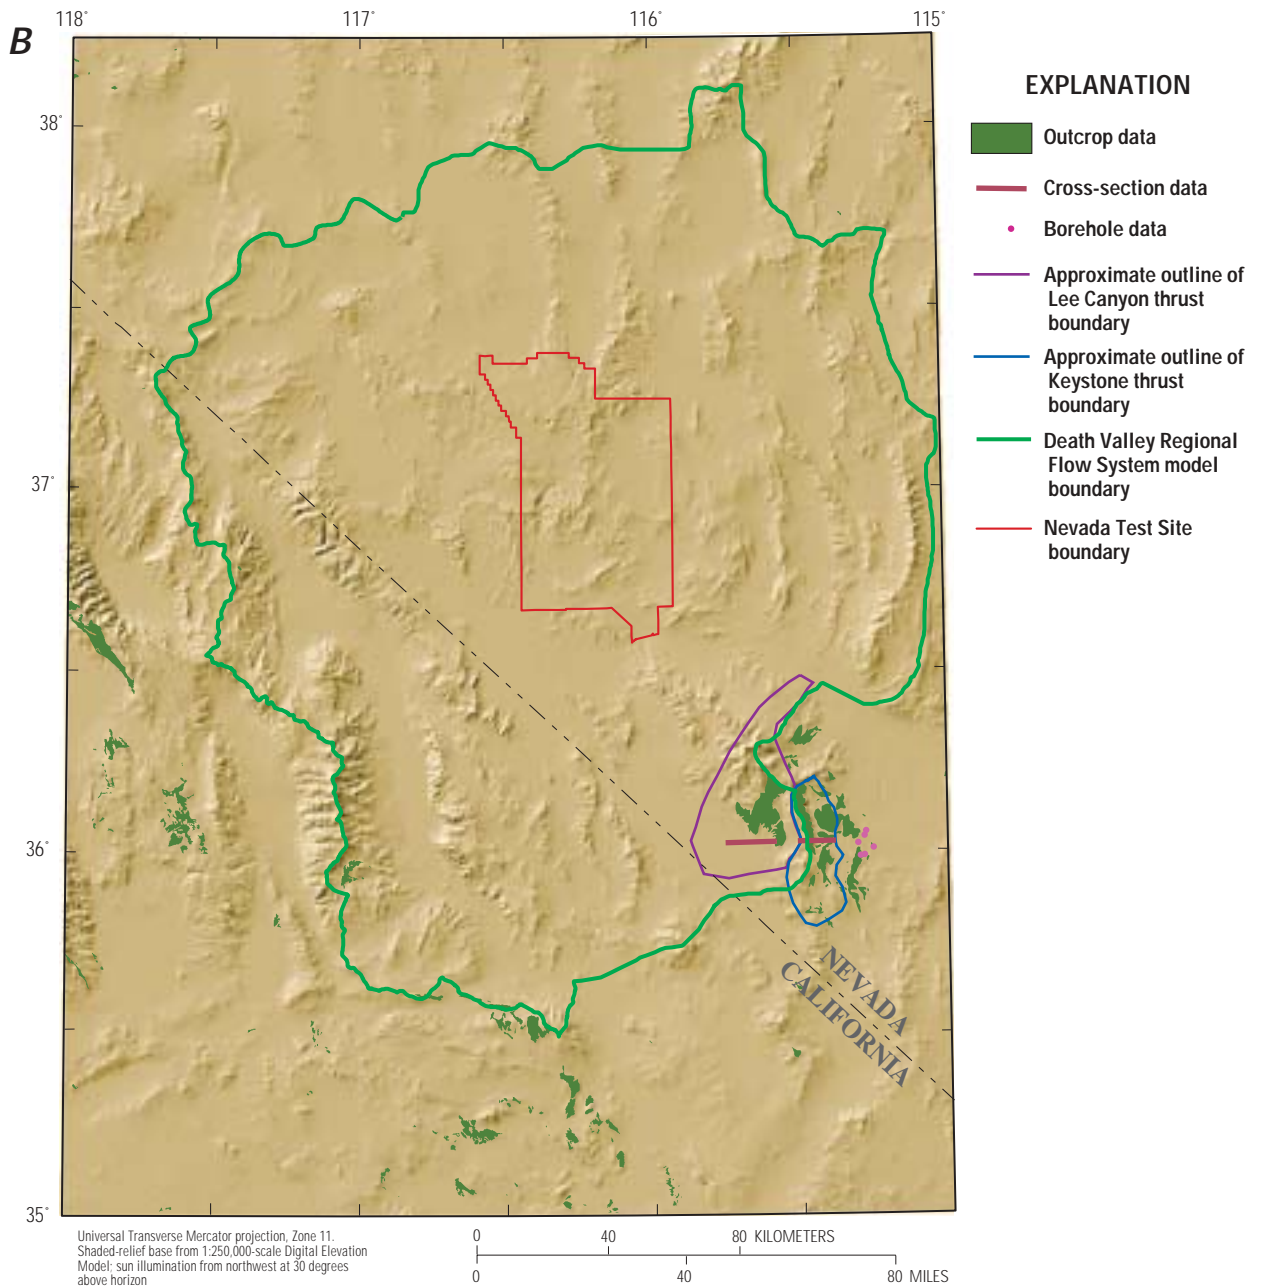 B
118°
117°
116°
115°
38°
37°
36°
35°
EXPLANATION
Outcrop data
Cross-section data
Borehole data
Approximate outline of
Lee Canyon thrust
boundary
Approximate outline of
Keystone thrust
boundary
Death Valley Regional
Flow System model
boundary
Nevada Test Site
boundary
NEVADA
CALIFORNIA
Universal Transverse Mercator projection, Zone 11.
Shaded-relief base from 1:250,000-scale Digital Elevation
Model; sun illumination from northwest at 30 degrees
above horizon
0 40 80 KILOMETERS
0 40 80 MILES